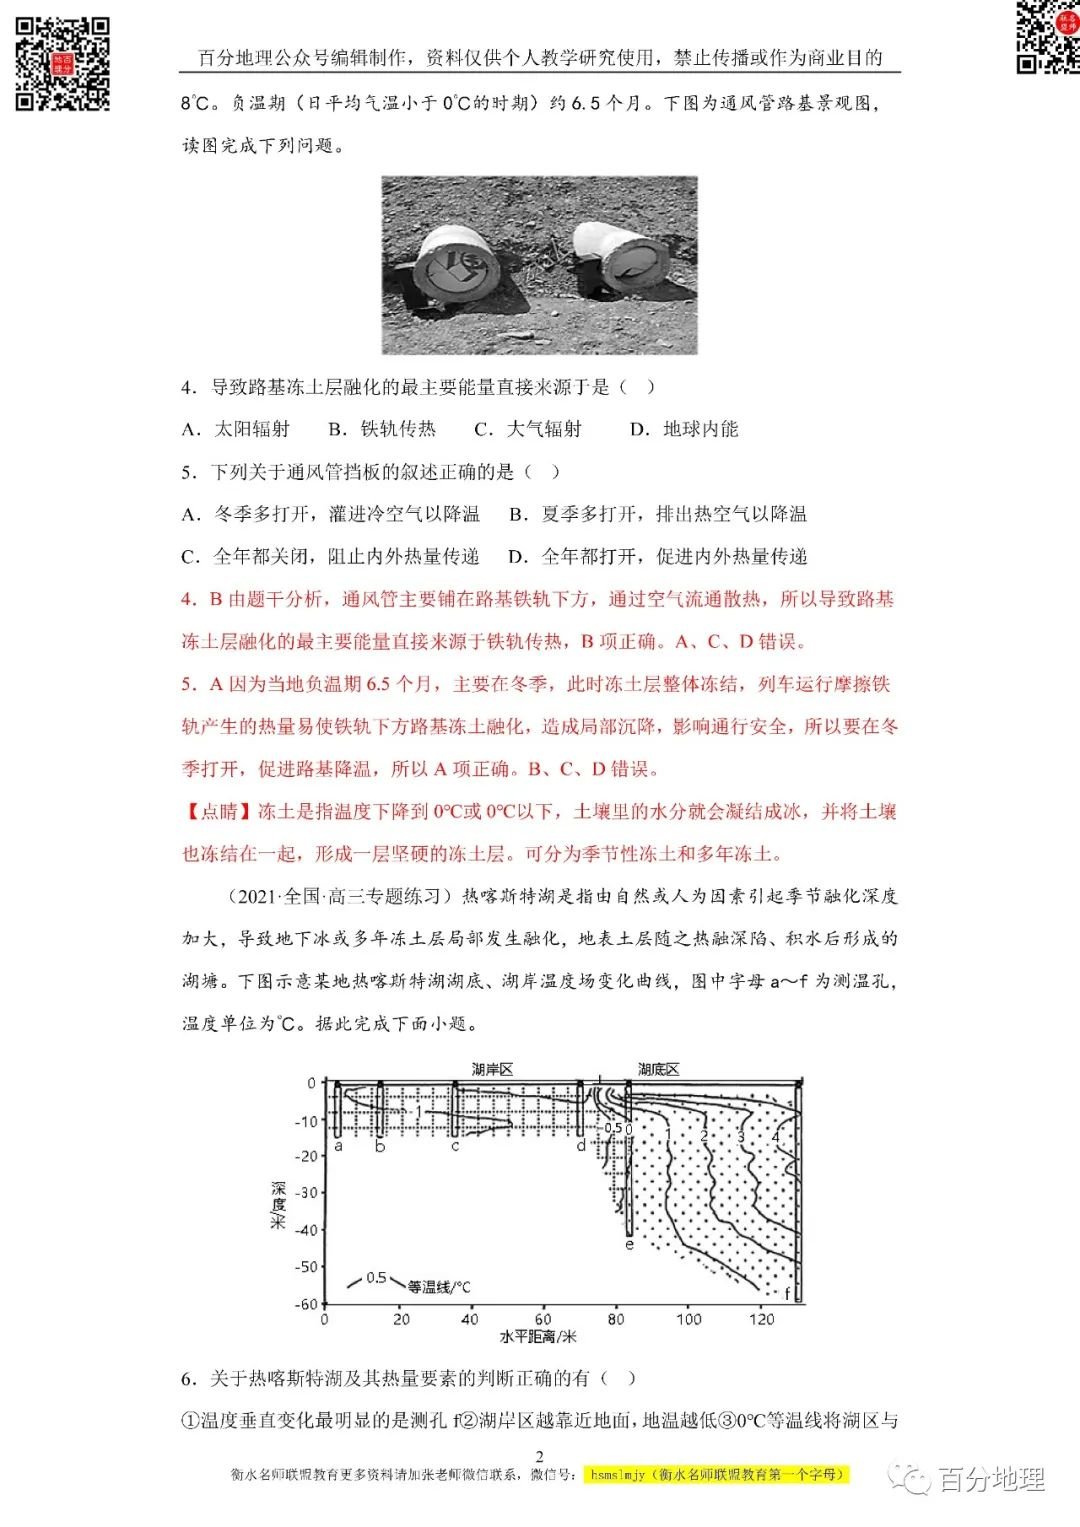 百分地理公众号编辑制作，资料仅供个人教学研究使用，禁止传播或作为商业目的
8℃。负温期（日平均气温小于 0℃的时期）约 6.5 个月。下图为通风管路基景观图，
读图完成下列问题。
4．导致路基冻土层融化的最主要能量直接来源于是（　）
A．太阳辐射　B．铁轨传热　C．大气辐射　D．地球内能
5．下列关于通风管挡板的叙述正确的是（　）
A．冬季多打开，灌进冷空气以降温　B．夏季多打开，排出热空气以降温
C．全年都关闭，阻止内外热量传递　D．全年都打开，促进内外热量传递
4．B 由题干分析，通风管主要铺在路基铁轨下方，通过空气流通散热，所以导致路基
冻土层融化的最主要能量直接来源于铁轨传热，B 项正确。A、C、D 错误。
5．A 因为当地负温期 6.5 个月，主要在冬季，此时冻土层整体冻结，列车运行摩擦铁
轨产生的热量易使铁轨下方路基冻土融化，造成局部沉降，影响通行安全，所以要在冬
季打开，促进路基降温，所以 A 项正确。B、C、D 错误。
【点睛】冻土是指温度下降到 0℃或 0℃以下，土壤里的水分就会凝结成冰，并将土壤
也冻结在一起，形成一层坚硬的冻土层。可分为季节性冻土和多年冻土。
（2021·全国·高三专题练习）热喀斯特湖是指由自然或人为因素引起季节融化深度
加大，导致地下冰或多年冻土层局部发生融化，地表土层随之热融深陷、积水后形成的
湖塘。下图示意某地热喀斯特湖湖底、湖岸温度场变化曲线，图中字母 a～f 为测温孔，
温度单位为℃。据此完成下面小题。
湖岸区　湖底区
0
-10
-20
-30
-40
-50
-60
深度/米
-1
-0.5 0 1 2 3 4
a b c d
e
f
0.5 等温线/℃
0 20 40 60 80 100 120
水平距离/米
6．关于热喀斯特湖及其热量要素的判断正确的有（　）
①温度垂直变化最明显的是测孔 f②湖岸区越靠近地面，地温越低③0℃等温线将湖区与
2
衡水名师联盟教育更多资料请加张老师微信联系，微信号：hsmslmjy（衡水名师联盟教育第一个字母）
百分地理